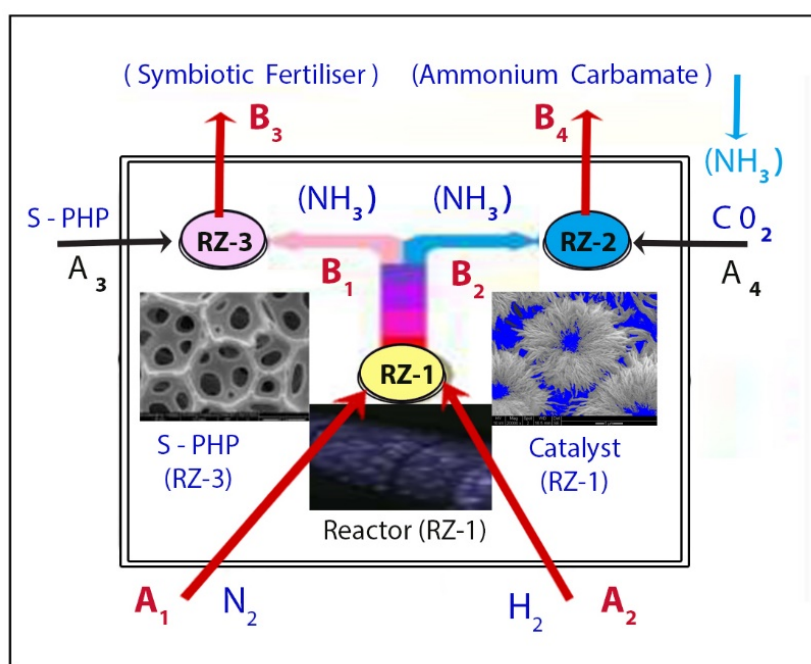 ( Symbiotic Fertiliser )
(Ammonium Carbamate)
B3
B4
(NH3)
(NH3)
(NH3)
S - PHP
A3
RZ-3
RZ-2
C02
A4
B1
B2
RZ-1
S - PHP
(RZ-3)
Catalyst
(RZ-1)
Reactor (RZ-1)
A1
N2
H2
A2